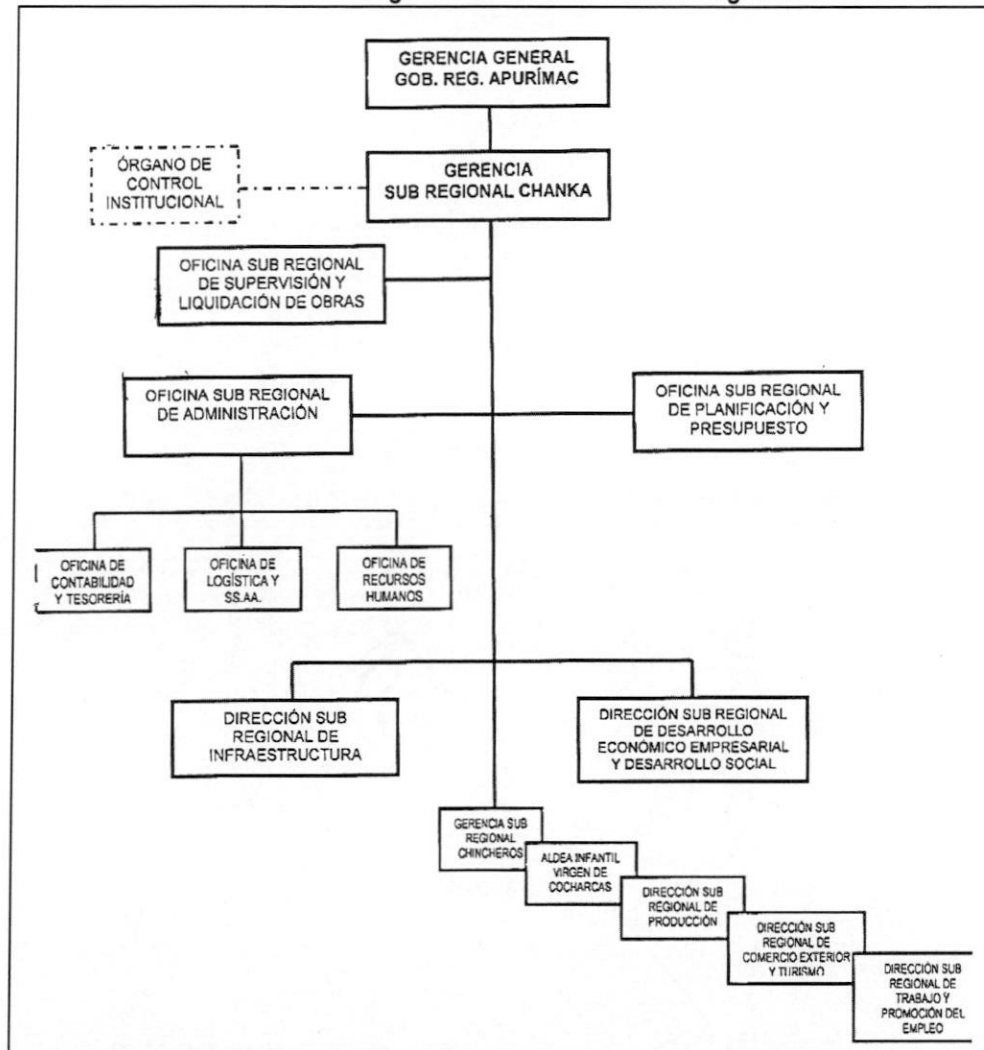 GERENCIA GENERAL
GOB. REG. APURÍMAC
ÓRGANO DE
CONTROL
INSTITUCIONAL
GERENCIA
SUB REGIONAL CHANKA
OFICINA SUB REGIONAL
DE SUPERVISIÓN Y
LIQUIDACIÓN DE OBRAS
OFICINA SUB REGIONAL
DE ADMINISTRACIÓN
OFICINA SUB REGIONAL
DE PLANIFICACIÓN Y
PRESUPUESTO
OFICINA DE
CONTABILIDAD
Y TESORERÍA
OFICINA DE
LOGÍSTICA Y
SS.AA.
OFICINA DE
RECURSOS
HUMANOS
DIRECCIÓN SUB
REGIONAL DE
INFRAESTRUCTURA
DIRECCIÓN SUB REGIONAL
DE DESARROLLO
ECONÓMICO EMPRESARIAL
Y DESARROLLO SOCIAL
GERENCIA SUB
REGIONAL
CHINCHEROS
ALDEA INFANTIL
VIRGEN DE
COCHARCAS
DIRECCIÓN SUB
REGIONAL DE
PRODUCCIÓN
DIRECCIÓN SUB
REGIONAL DE
COMERCIO EXTERIOR
Y TURISMO
DIRECCIÓN SUB
REGIONAL DE
TRABAJO Y
PROMOCIÓN DEL
EMPLEO